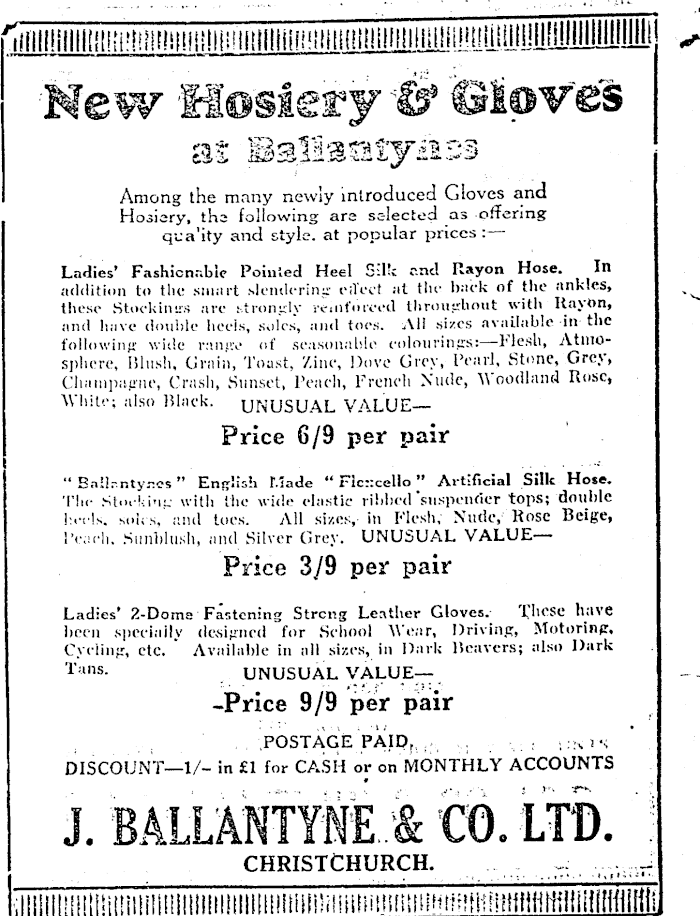 New Hosiery & Gloves
at Ballantynes
Among the many newly introduced Gloves and
Hosiery, the following are selected as offering
quality and style, at popular prices:—
Ladies' Fashionable Pointed Heel Silk and Rayon Hose. In
addition to the smart slendering effect at the back of the ankles,
these Stockings are strongly reinforced throughout with Rayon,
and have double heels, soles, and toes. All sizes available in the
following wide range of seasonable colourings:—Flesh, Atmo-
sphere, Blush, Grain, Toast, Zinc, Dove Grey, Pearl, Stone, Grey,
Champagne, Crash, Sunset, Peach, French Nude, Woodland Rose,
White; also Black. UNUSUAL VALUE—
Price 6/9 per pair
"Ballantynes" English Made "Flexcello" Artificial Silk Hose.
The Stocking with the wide elastic ribbed suspender tops; double
heels, soles, and toes. All sizes, in Flesh, Nude, Rose Beige,
Peach, Sunblush, and Silver Grey. UNUSUAL VALUE—
Price 3/9 per pair
Ladies' 2-Dome Fastening Strong Leather Gloves. These have
been specially designed for School Wear, Driving, Motoring,
Cycling, etc. Available in all sizes, in Dark Beavers; also Dark
Tans. UNUSUAL VALUE—
Price 9/9 per pair
POSTAGE PAID,
DISCOUNT—1/- in £1 for CASH or on MONTHLY ACCOUNTS
J. BALLANTYNE & CO. LTD.
CHRISTCHURCH.